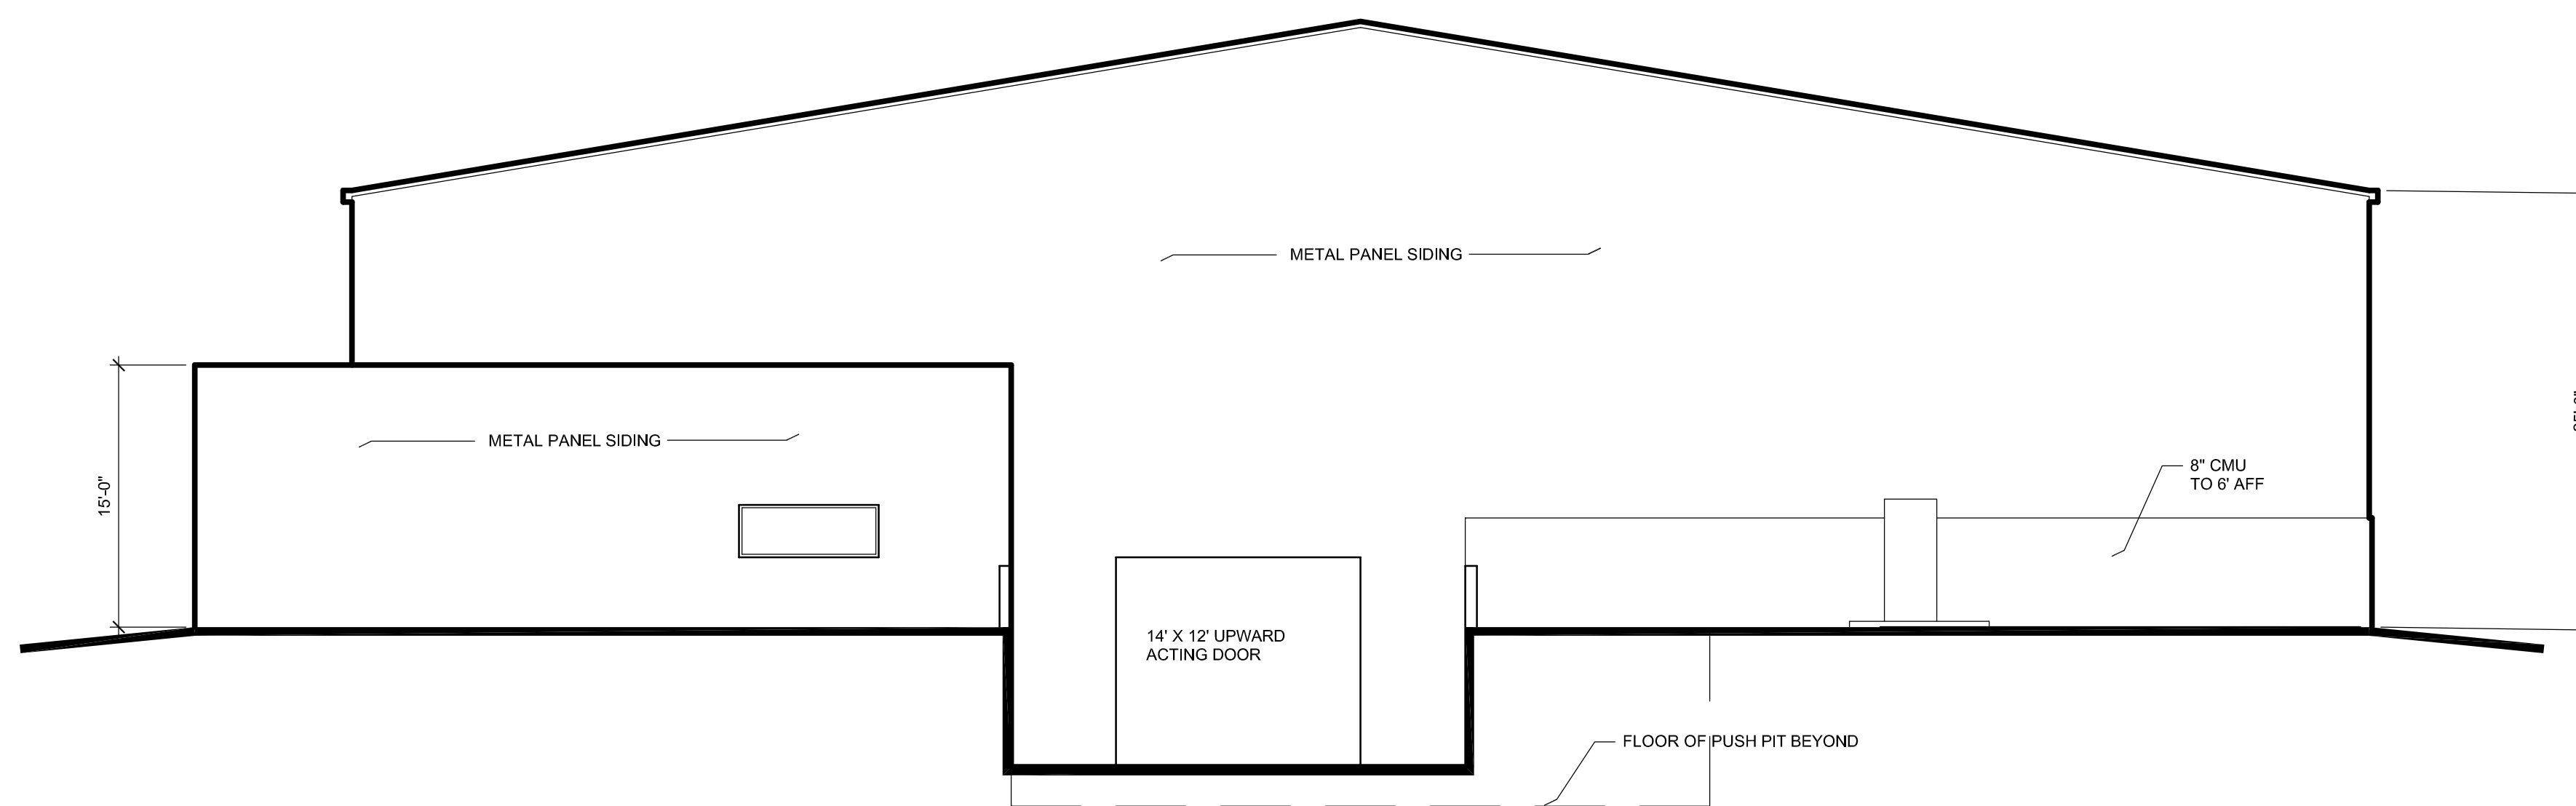 METAL PANEL SIDING
METAL PANEL SIDING
15'-0"
8" CMU
TO 6' AFF
14' X 12' UPWARD
ACTING DOOR
FLOOR OF PUSH PIT BEYOND